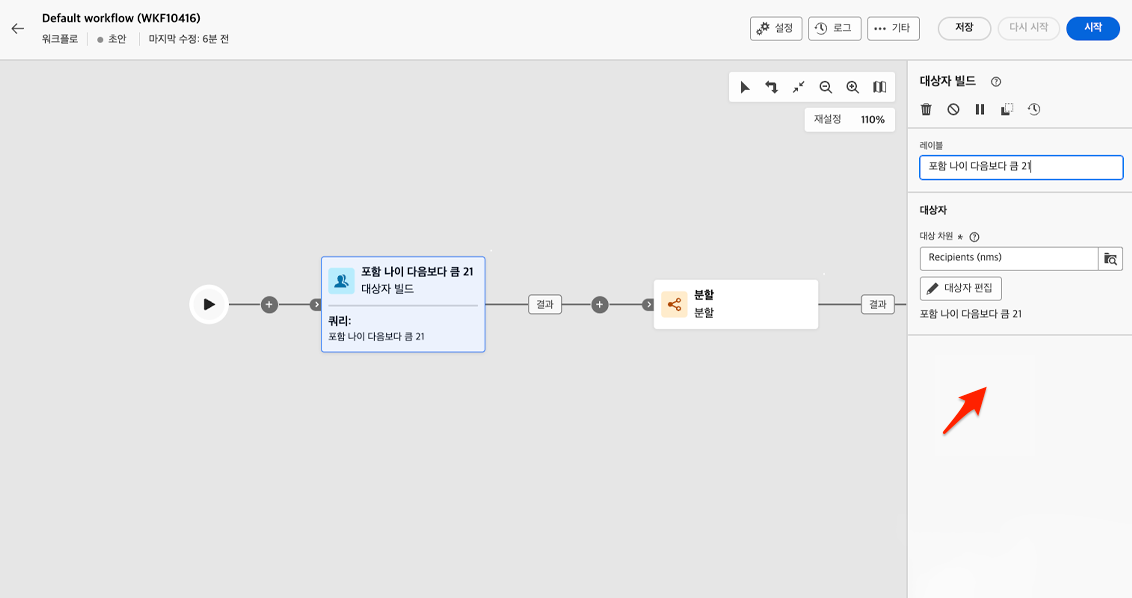 Default workflow (WKF10416)
워크플로 초안 마지막 수정: 6분 전
설정 로그 기타 저장 다시 시작 시작
재설정 110%
포함 나이 다음보다 큼 21
대상자 빌드
쿼리:
포함 나이 다음보다 큼 21
결과
분할
분할
결과
대상자 빌드
레이블
포함 나이 다음보다 큼 21
대상자
대상 차원 *
Recipients (nms)
대상자 편집
포함 나이 다음보다 큼 21